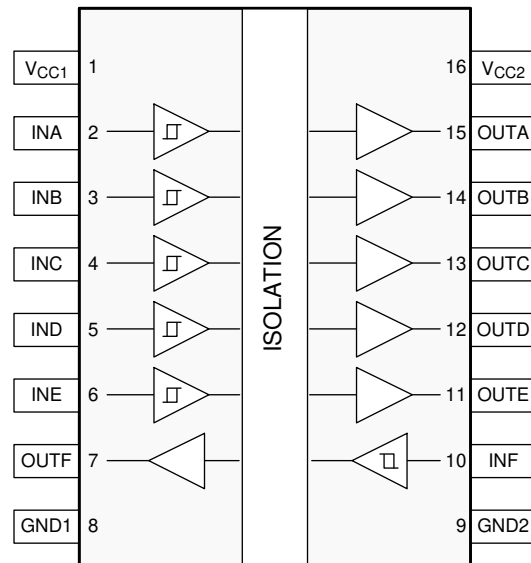 VCC1 1 16 VCC2
INA 2 15 OUTA
INB 3 14 OUTB
INC 4 13 OUTC
IND 5 12 OUTD
INE 6 11 OUTE
OUTF 7 10 INF
GND1 8 9 GND2
ISOLATION